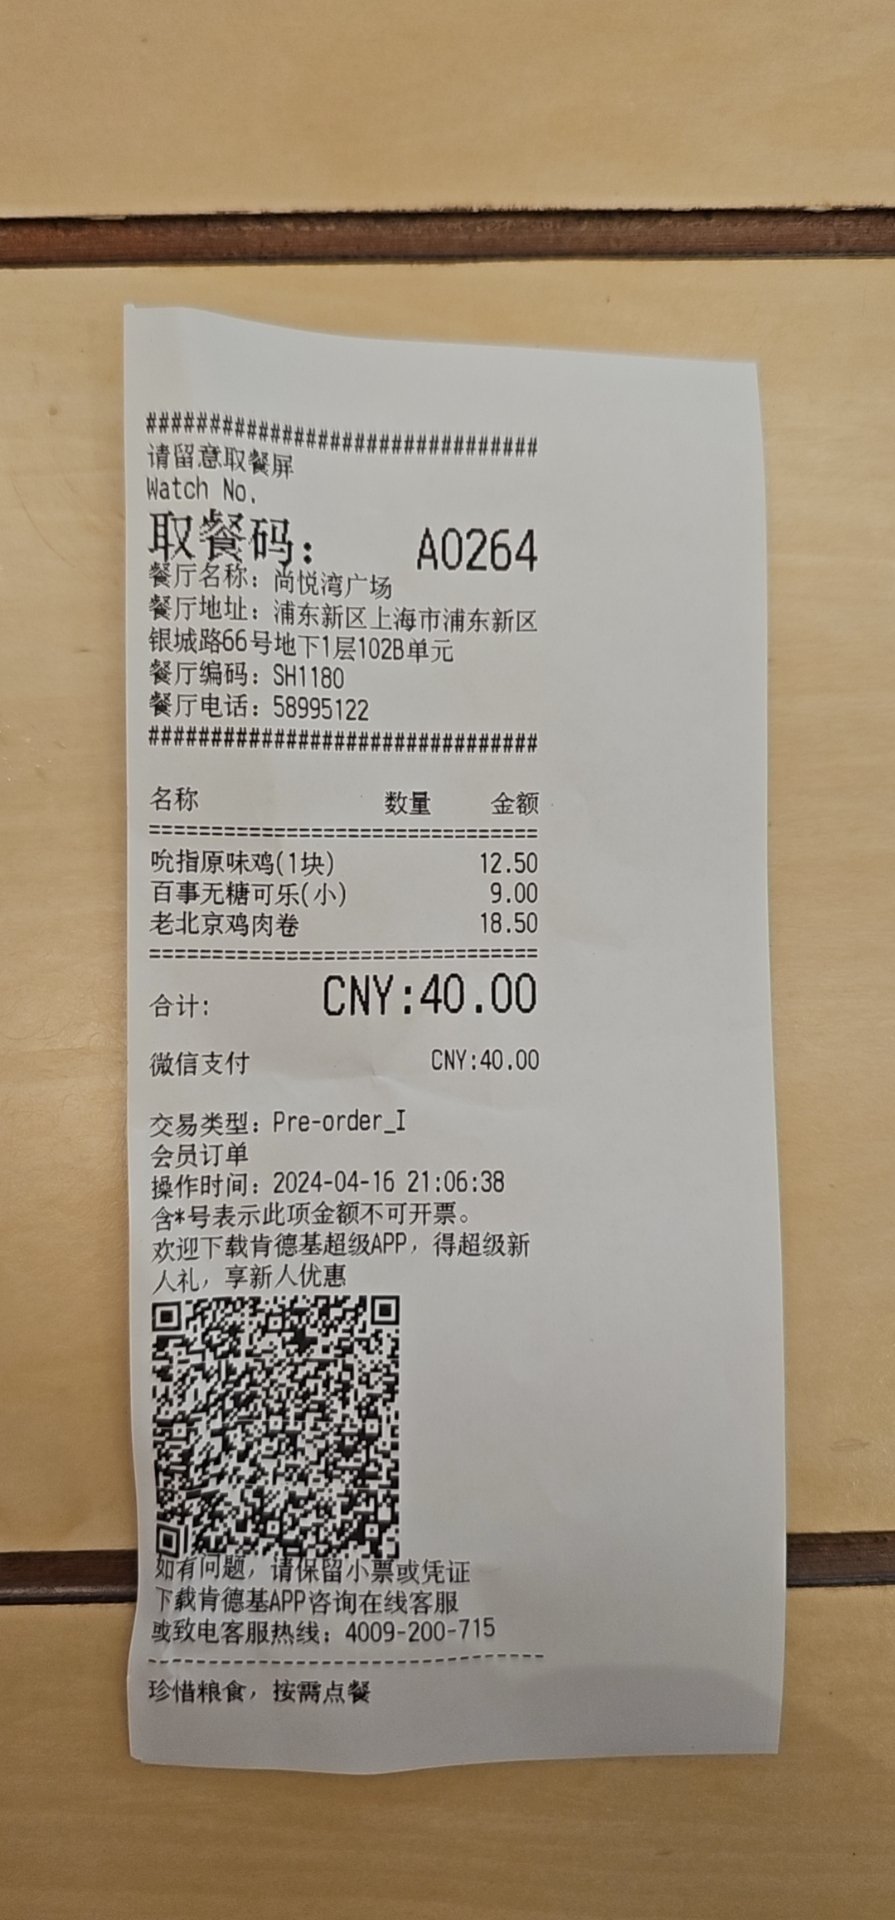 ###############################
请留意取餐屏
Watch No.
取餐码： A0264
餐厅名称：尚悦湾广场
餐厅地址：浦东新区上海市浦东新区
银城路66号地下1层102B单元
餐厅编码：SH1180
餐厅电话：58995122
###############################
名称 数量 金额
===============================
吮指原味鸡(1块) 12.50
百事无糖可乐(小) 9.00
老北京鸡肉卷 18.50
===============================
合计: CNY:40.00
微信支付 CNY:40.00
交易类型：Pre-order_I
会员订单
操作时间：2024-04-16 21:06:38
含*号表示此项金额不可开票。
欢迎下载肯德基超级APP，得超级新
人礼，享新人优惠
如有问题，请保留小票或凭证
下载肯德基APP咨询在线客服
或致电客服热线：4009-200-715
--------------------------------
珍惜粮食，按需点餐